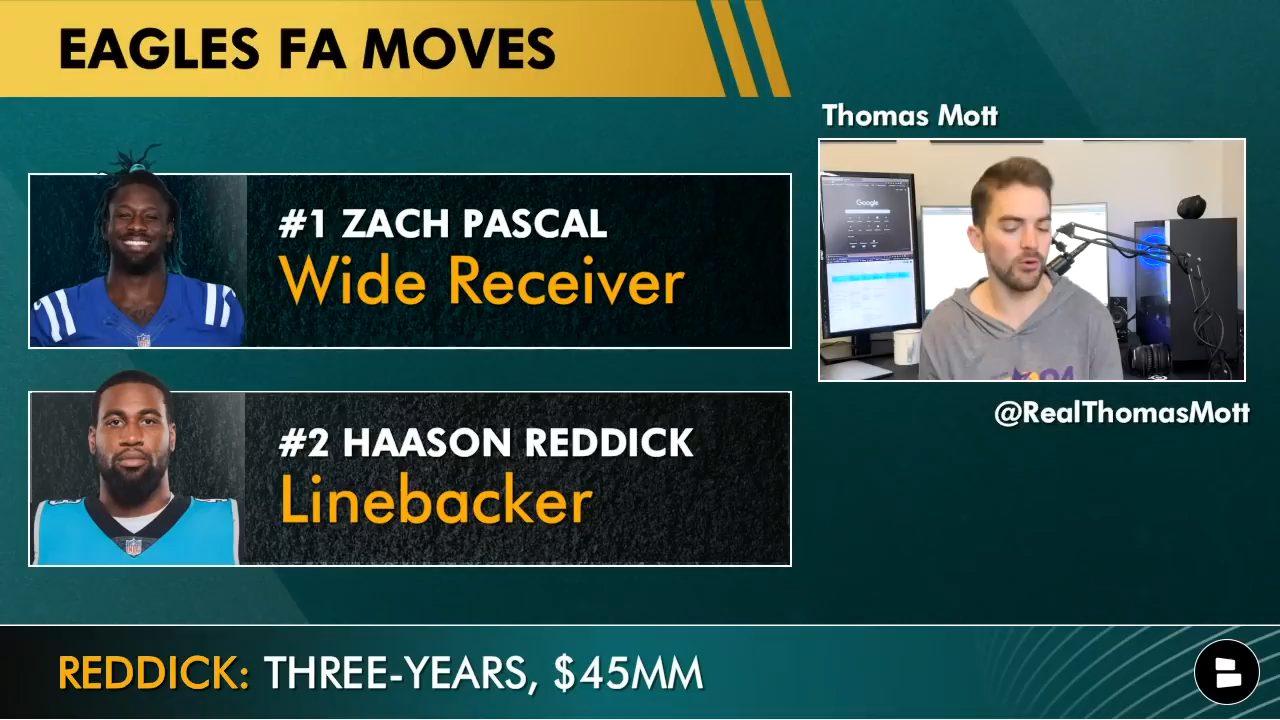 EAGLES FA MOVES
Thomas Mott
#1 ZACH PASCAL
Wide Receiver
Google
@RealThomasMott
#2 HAASON REDDICK
Linebacker
REDDICK: THREE-YEARS, $45MM